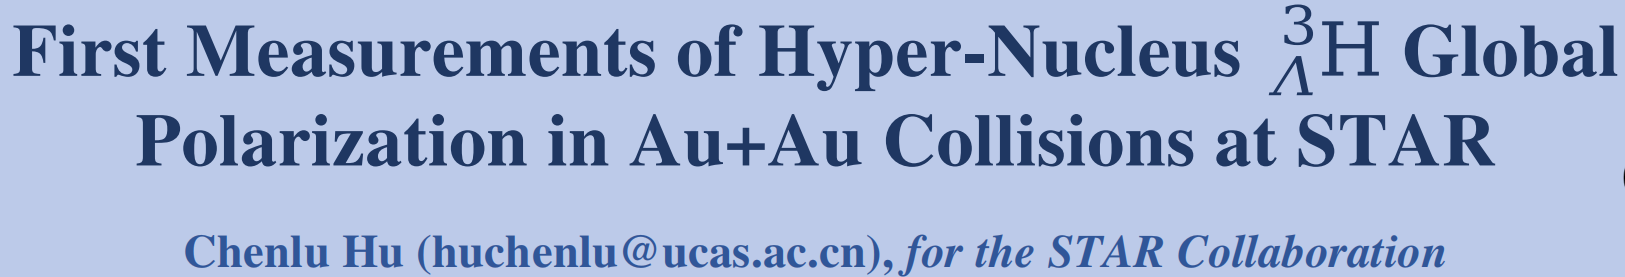 First Measurements of Hyper-Nucleus ³ΛH Global
Polarization in Au+Au Collisions at STAR
Chenlu Hu (huchenlu@ucas.ac.cn), for the STAR Collaboration